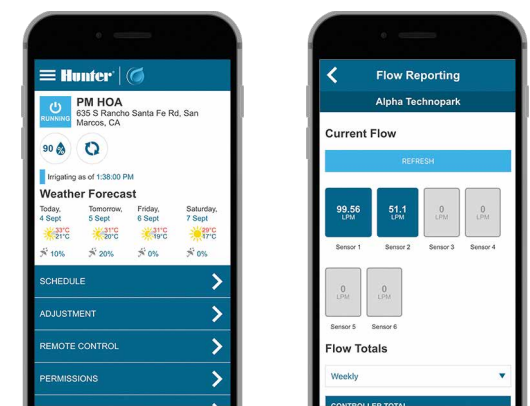 Hunter
PM HOA
635 S Rancho Santa Fe Rd, San
Marcos, CA
RUNNING
90 %
Irrigating as of 1:38:00 PM
Weather Forecast
Today, Tomorrow, Friday, Saturday,
4 Sept 5 Sept 6 Sept 7 Sept
33°C 31°C 31°C 29°C
21°C 20°C 19°C 17°C
10% 20% 0% 0%
SCHEDULE
ADJUSTMENT
REMOTE CONTROL
PERMISSIONS
Flow Reporting
Alpha Technopark
Current Flow
REFRESH
99.56 51.1 0 0
LPM LPM LPM LPM
Sensor 1 Sensor 2 Sensor 3 Sensor 4
0 0
LPM LPM
Sensor 5 Sensor 6
Flow Totals
Weekly
CONTROLLER TOTAL